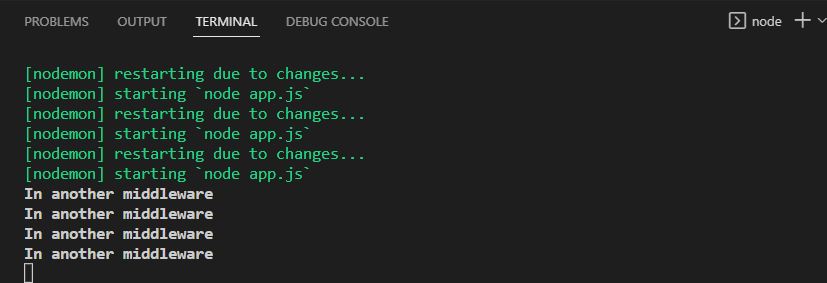 PROBLEMS OUTPUT TERMINAL DEBUG CONSOLE node
[nodemon] restarting due to changes...
[nodemon] starting `node app.js`
[nodemon] restarting due to changes...
[nodemon] starting `node app.js`
[nodemon] restarting due to changes...
[nodemon] starting `node app.js`
In another middleware
In another middleware
In another middleware
In another middleware